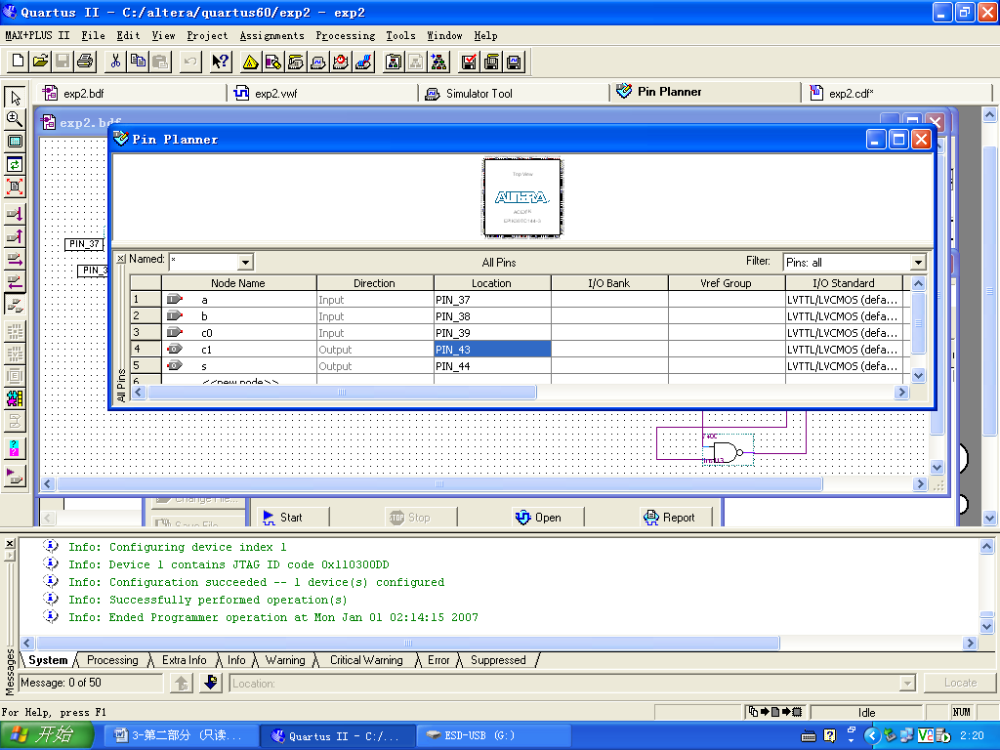 Quartus II - C:/altera/quartus60/exp2 - exp2
MAX+PLUS II File Edit View Project Assignments Processing Tools Window Help
exp2.bdf exp2.vwf Simulator Tool Pin Planner exp2.cdf*
exp2.bdf
Pin Planner
Top View
ALTERA
PIN_37
Named: * All Pins Filter: Pins: all
Node Name Direction Location I/O Bank Vref Group I/O Standard
1 a Input PIN_37 LVTTL/LVCMOS (defa...
2 b Input PIN_38 LVTTL/LVCMOS (defa...
3 c0 Input PIN_39 LVTTL/LVCMOS (defa...
4 c1 Output PIN_43 LVTTL/LVCMOS (defa...
5 s Output PIN_44 LVTTL/LVCMOS (defa...
6 <<new node>>
All Pins
Change File...
Save File
Start Stop Open Report
Info: Configuring device index 1
Info: Device 1 contains JTAG ID code 0x110300DD
Info: Configuration succeeded -- 1 device(s) configured
Info: Successfully performed operation(s)
Info: Ended Programmer operation at Mon Jan 01 02:14:15 2007
Messages
System Processing Extra Info Info Warning Critical Warning Error Suppressed
Message: 0 of 50 Location: Locate
For Help, press F1 Idle NUM
开始 3-第二部分 (只读... Quartus II - C:/... ESD-USB (G:) 2:20